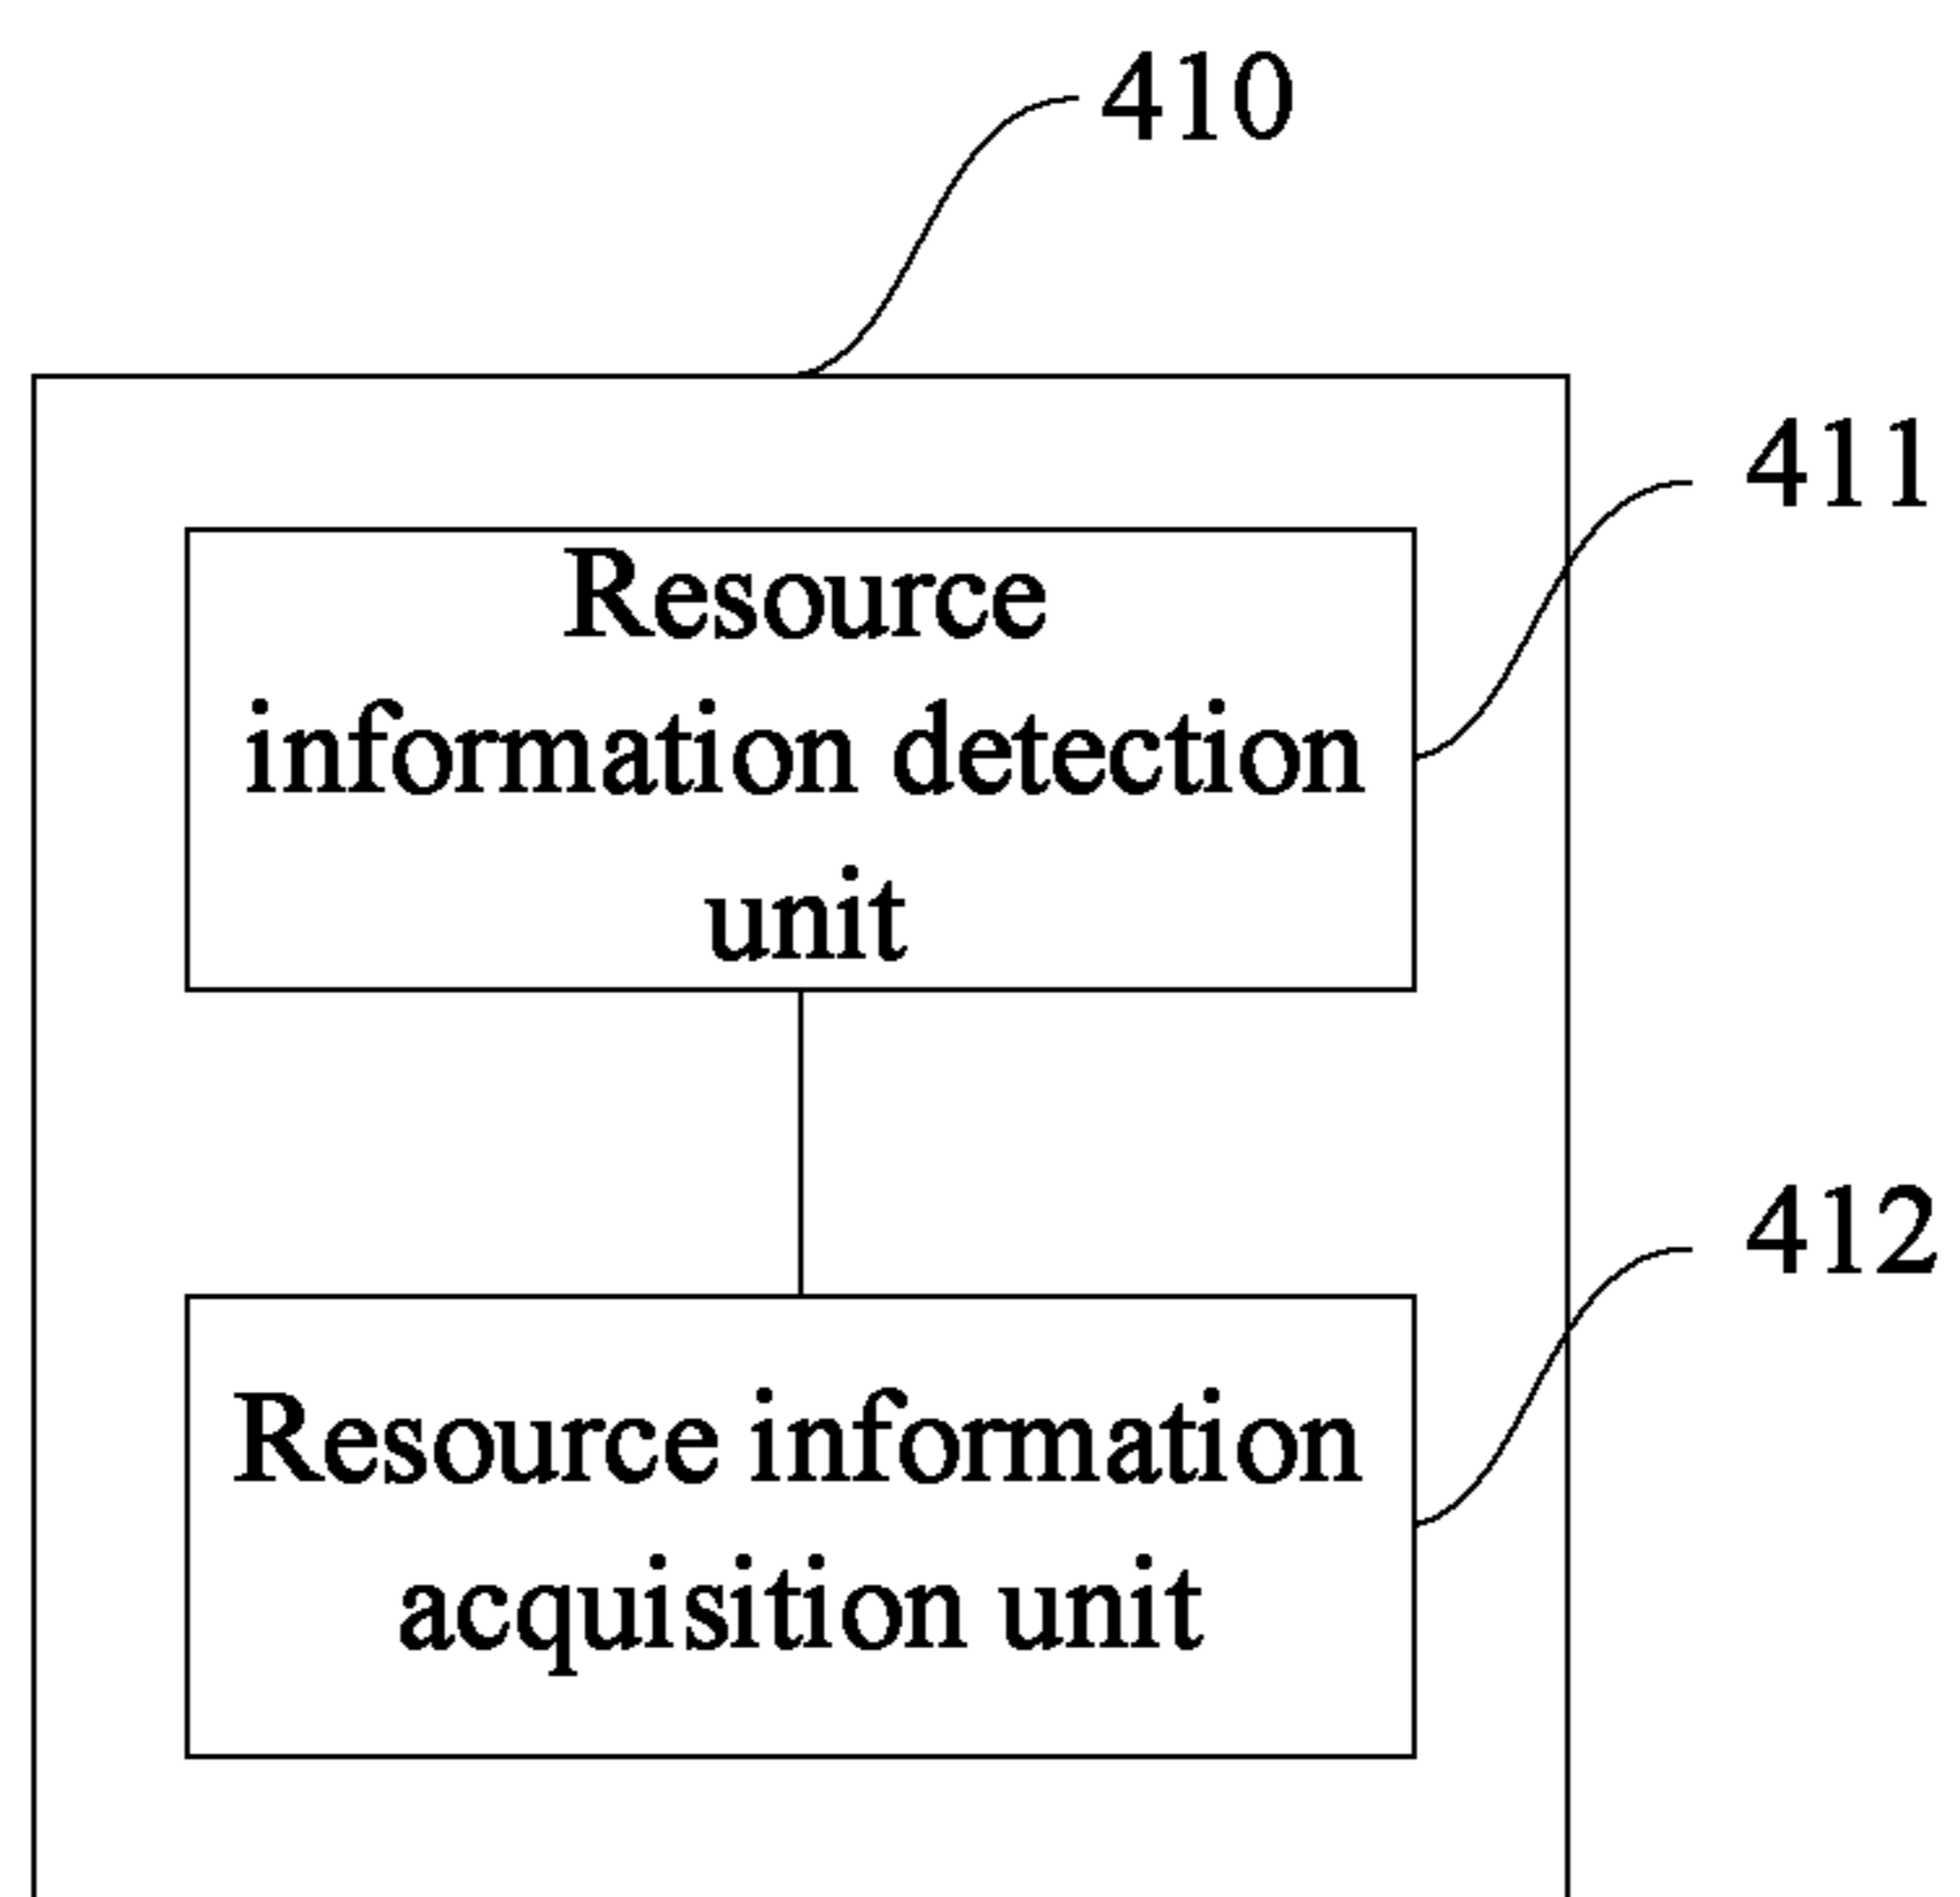 410
411
Resource
information detection
unit
412
Resource information
acquisition unit